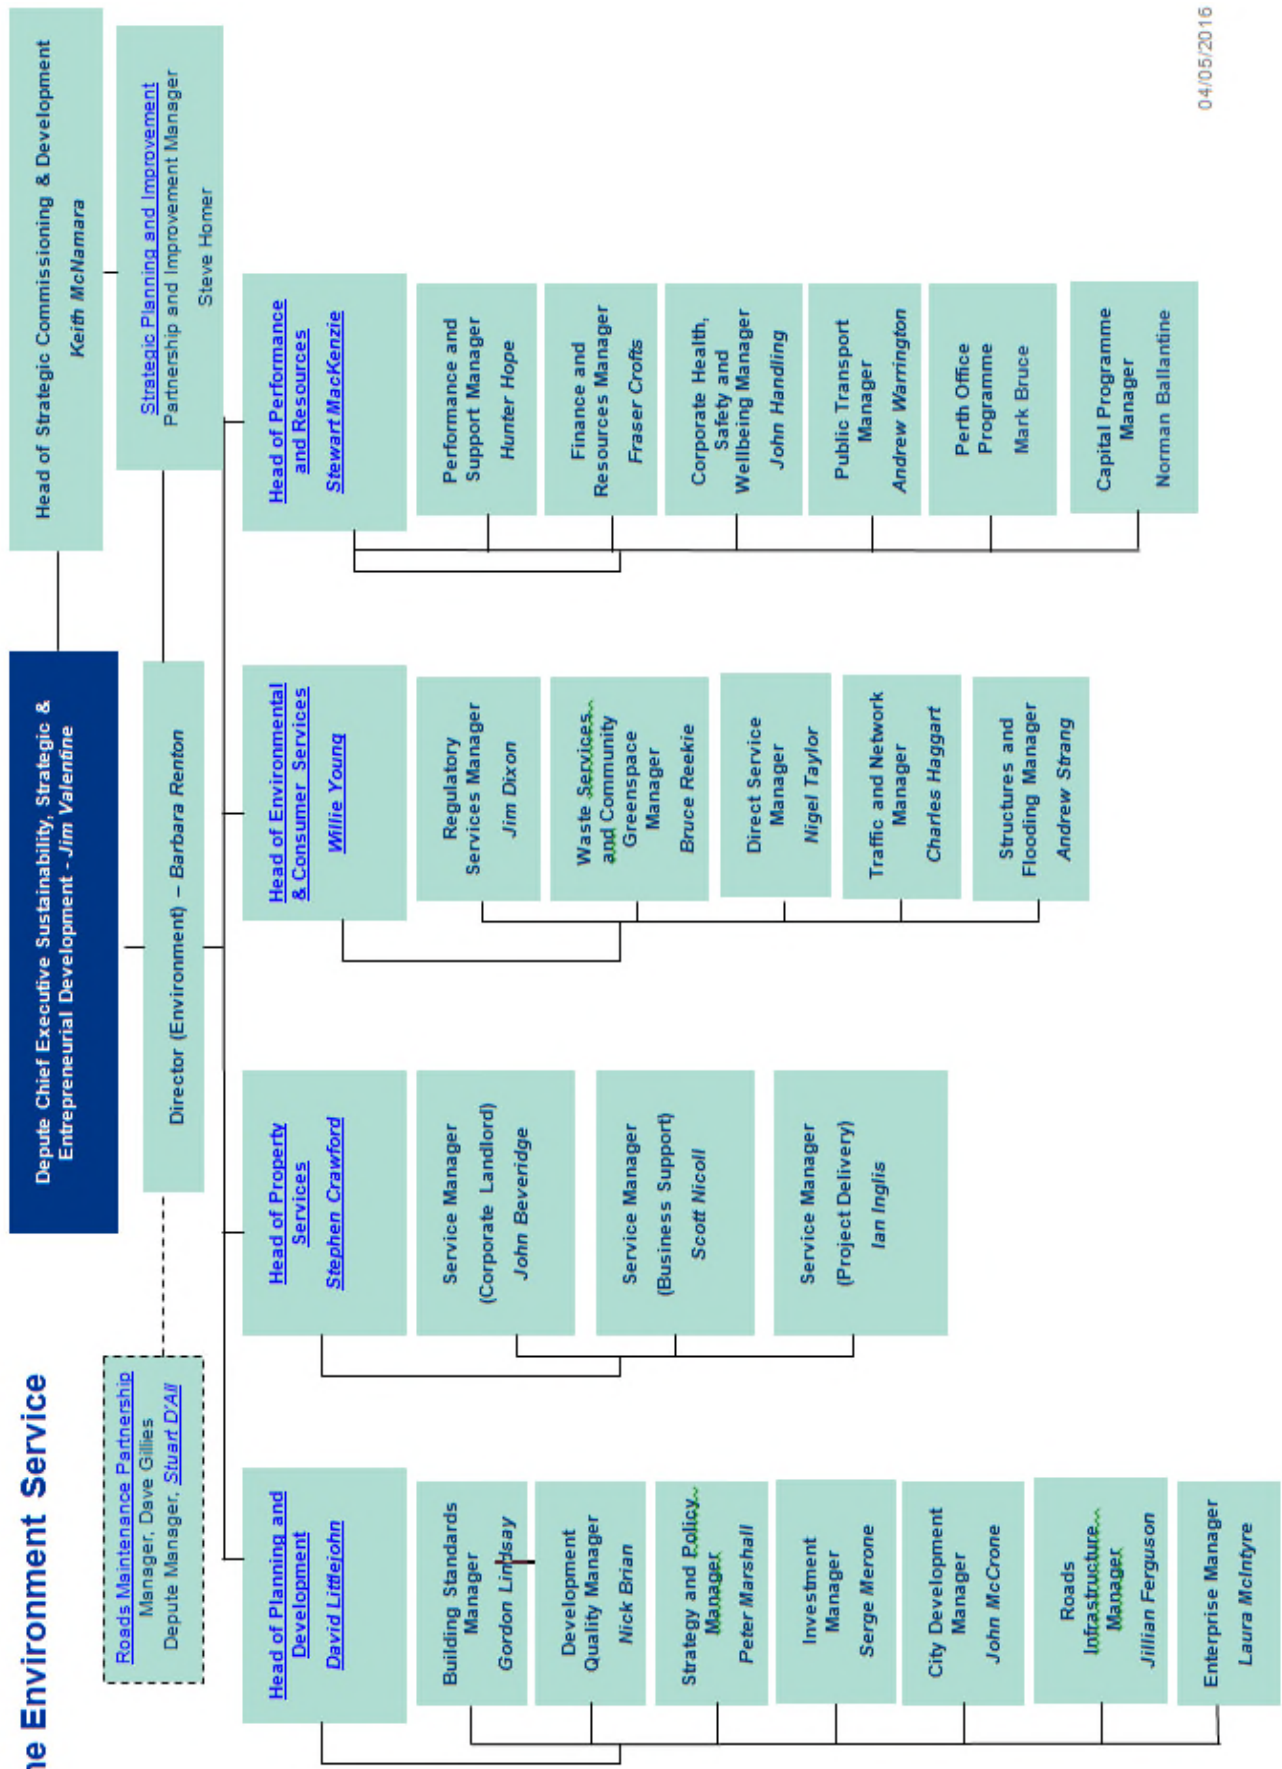 ne Environment Service
Depute Chief Executive Sustainability, Strategic &
Entrepreneurial Development - Jim Valentine
Head of Strategic Commissioning & Development
Keith McNamara
Roads Maintenance Partnership
Manager, Dave Gillies
Depute Manager, Stuart D'All
Director (Environment) – Barbara Renton
Strategic Planning and Improvement
Partnership and Improvement Manager
Steve Homer
Head of Planning and
Development
David Littlejohn
Building Standards
Manager
Gordon Lindsay
Development
Quality Manager
Nick Brian
Strategy and Policy
Manager
Peter Marshall
Investment
Manager
Serge Merone
City Development
Manager
John McCrone
Roads
Infrastructure
Manager
Jillian Ferguson
Enterprise Manager
Laura McIntyre
Head of Property
Services
Stephen Crawford
Service Manager
(Corporate Landlord)
John Beveridge
Service Manager
(Business Support)
Scott Nicoll
Service Manager
(Project Delivery)
Ian Inglis
Head of Environmental
& Consumer Services
Willie Young
Regulatory
Services Manager
Jim Dixon
Waste Services
and Community
Greenspace
Manager
Bruce Reekie
Direct Service
Manager
Nigel Taylor
Traffic and Network
Manager
Charles Haggart
Structures and
Flooding Manager
Andrew Strang
Head of Performance
and Resources
Stewart MacKenzie
Performance and
Support Manager
Hunter Hope
Finance and
Resources Manager
Fraser Crofts
Corporate Health,
Safety and
Wellbeing Manager
John Handling
Public Transport
Manager
Andrew Warrington
Perth Office
Programme
Mark Bruce
Capital Programme
Manager
Norman Ballantine
04/05/2016